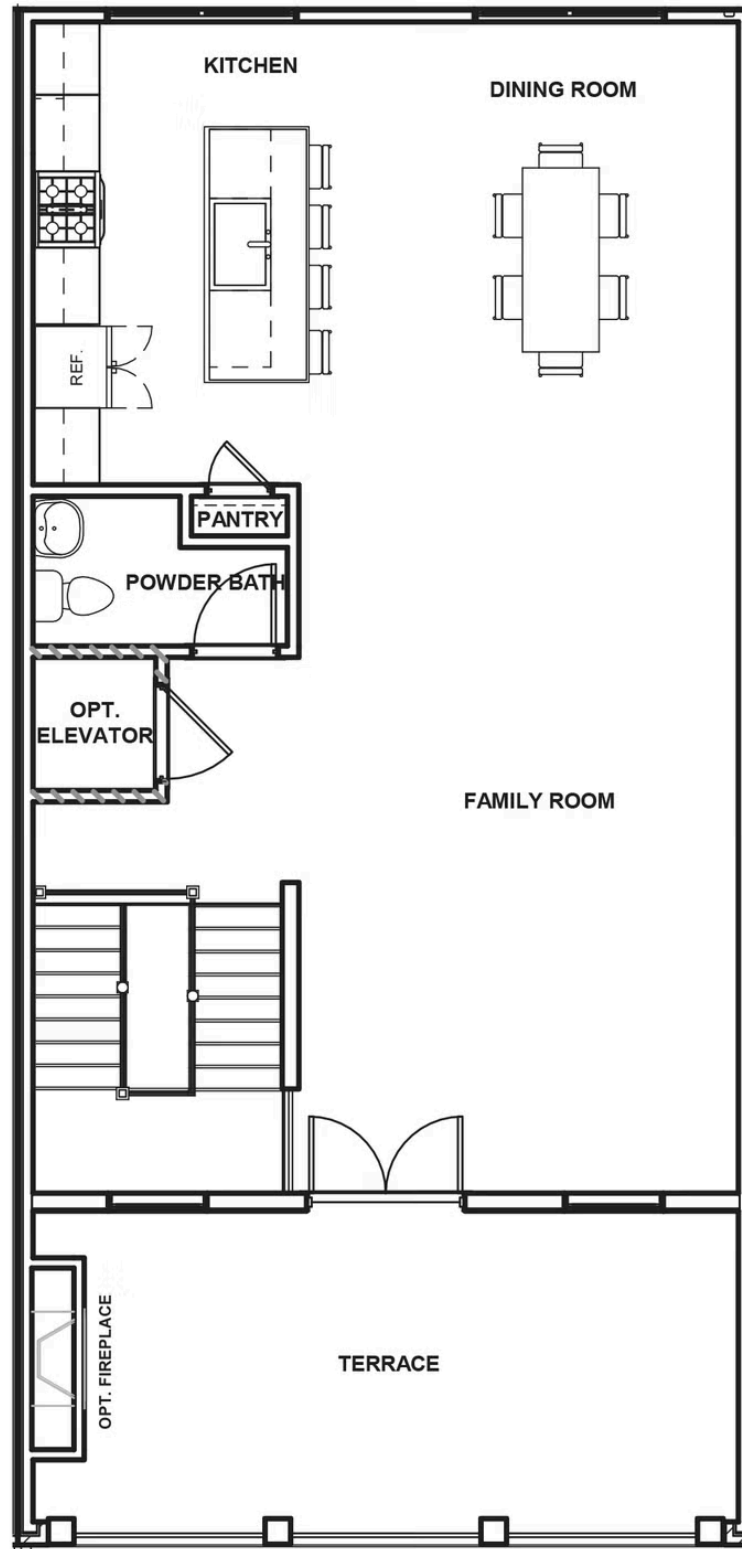 KITCHEN
DINING ROOM
REF.
PANTRY
POWDER BATH
OPT.
ELEVATOR
FAMILY ROOM
OPT. FIREPLACE
TERRACE